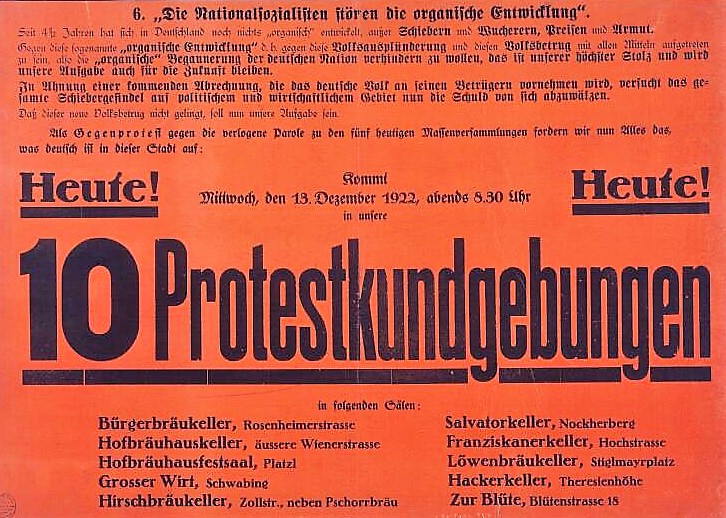 6. „Die Nationalsozialisten stören die organische Entwicklung“.
Seit 4½ Jahren hat sich in Deutschland noch nichts „organisch“ entwickelt, außer Schiebern und Wucherern, Preisen und Armut.
Gegen diese sogenannte „organische Entwicklung“ d. h. gegen diese Volksausplünderung und diesen Volksbetrug mit allen Mitteln aufgetreten
zu sein, also die „organische“ Begannerung der deutschen Nation verhindern zu wollen, das ist unserer höchster Stolz und wird
unsere Aufgabe auch für die Zukunft bleiben.
In Ahnung einer kommenden Abrechnung, die das deutsche Volk an seinen Betrügern vornehmen wird, versucht das ge-
samte Schiebergesindel auf politischem und wirtschaftlichem Gebiet nun die Schuld von sich abzuwälzen.
Daß dieser neue Volksbetrug nicht gelingt, soll nun unsere Aufgabe sein.
Als Gegenprotest gegen die verlogene Parole zu den fünf heutigen Massenversammlungen fordern wir nun Alles das,
was deutsch ist in dieser Stadt auf:
Heute!
Kommt
Heute!
Mittwoch, den 13. Dezember 1922, abends 8.30 Uhr
in unsere
10 Protestkundgebungen
in folgenden Sälen:
Bürgerbräukeller, Rosenheimerstrasse
Hofbräuhauskeller, äussere Wienerstrasse
Hofbräuhausfestsaal, Platzl
Grosser Wirt, Schwabing
Hirschbräukeller, Zollstr., neben Pschorrbräu
Salvatorkeller, Nockherberg
Franziskanerkeller, Hochstrasse
Löwenbräukeller, Stiglmayrplatz
Hackerkeller, Theresienhöhe
Zur Blüte, Blütenstrasse 18